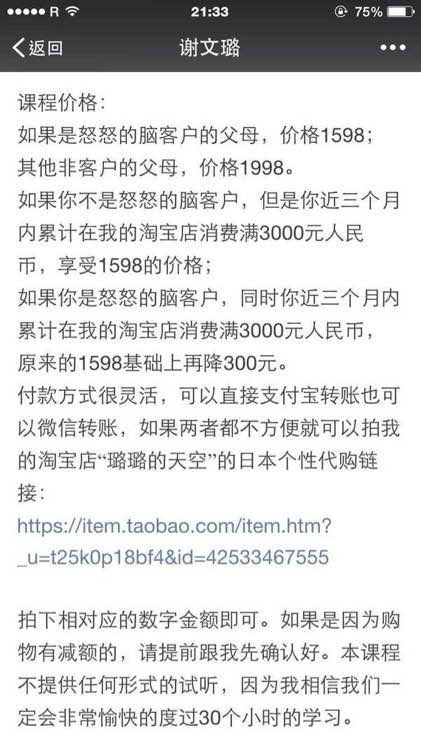 R 21:33 75%
返回 谢文璐
课程价格：
如果是怒怒的脑客户的父母，价格1598；
其他非客户的父母，价格1998。
如果你不是怒怒的脑客户，但是你近三个月
内累计在我的淘宝店消费满3000元人民
币，享受1598的价格；
如果你是怒怒的脑客户，同时你近三个月内
累计在我的淘宝店消费满3000元人民币，
原来的1598基础上再降300元。
付款方式很灵活，可以直接支付宝转账也可
以微信转账，如果两者都不方便就可以拍我
的淘宝店“璐璐的天空”的日本个性代购链
接：
https://item.taobao.com/item.htm?
_u=t25k0p18bf4&id=42533467555
拍下相对应的数字金额即可。如果是因为购
物有减额的，请提前跟我先确认好。本课程
不提供任何形式的试听，因为我相信我们一
定会非常愉快的度过30个小时的学习。